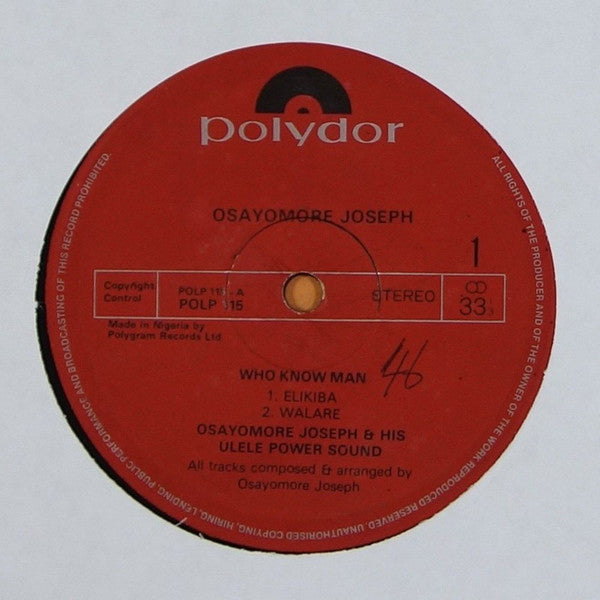 polydor
OSAYOMORE JOSEPH
1
Copyright
Control
POLP 115 - A
POLP 115
STEREO
33 1/3
Made in Nigeria by
Polygram Records Ltd
46
WHO KNOW MAN
1. ELIKIBA
2. WALARE
OSAYOMORE JOSEPH & HIS
ULELE POWER SOUND
All tracks composed & arranged by
Osayomore Joseph
ALL RIGHTS OF THE PRODUCER AND OF THE OWNER OF THE WORK REPRODUCED RESERVED. UNAUTHORISED COPYING, HIRING, LENDING, PUBLIC PERFORMANCE AND BROADCASTING OF THIS RECORD PROHIBITED.